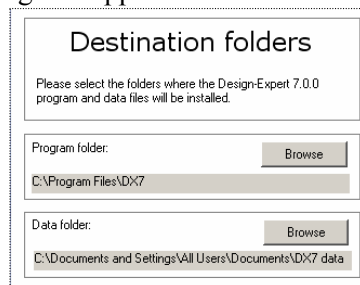 Destination folders
Please select the folders where the Design-Expert 7.0.0
program and data files will be installed.
Program folder:
Browse
C:\Program Files\DX7
Data folder:
Browse
C:\Documents and Settings\All Users\Documents\DX7 data